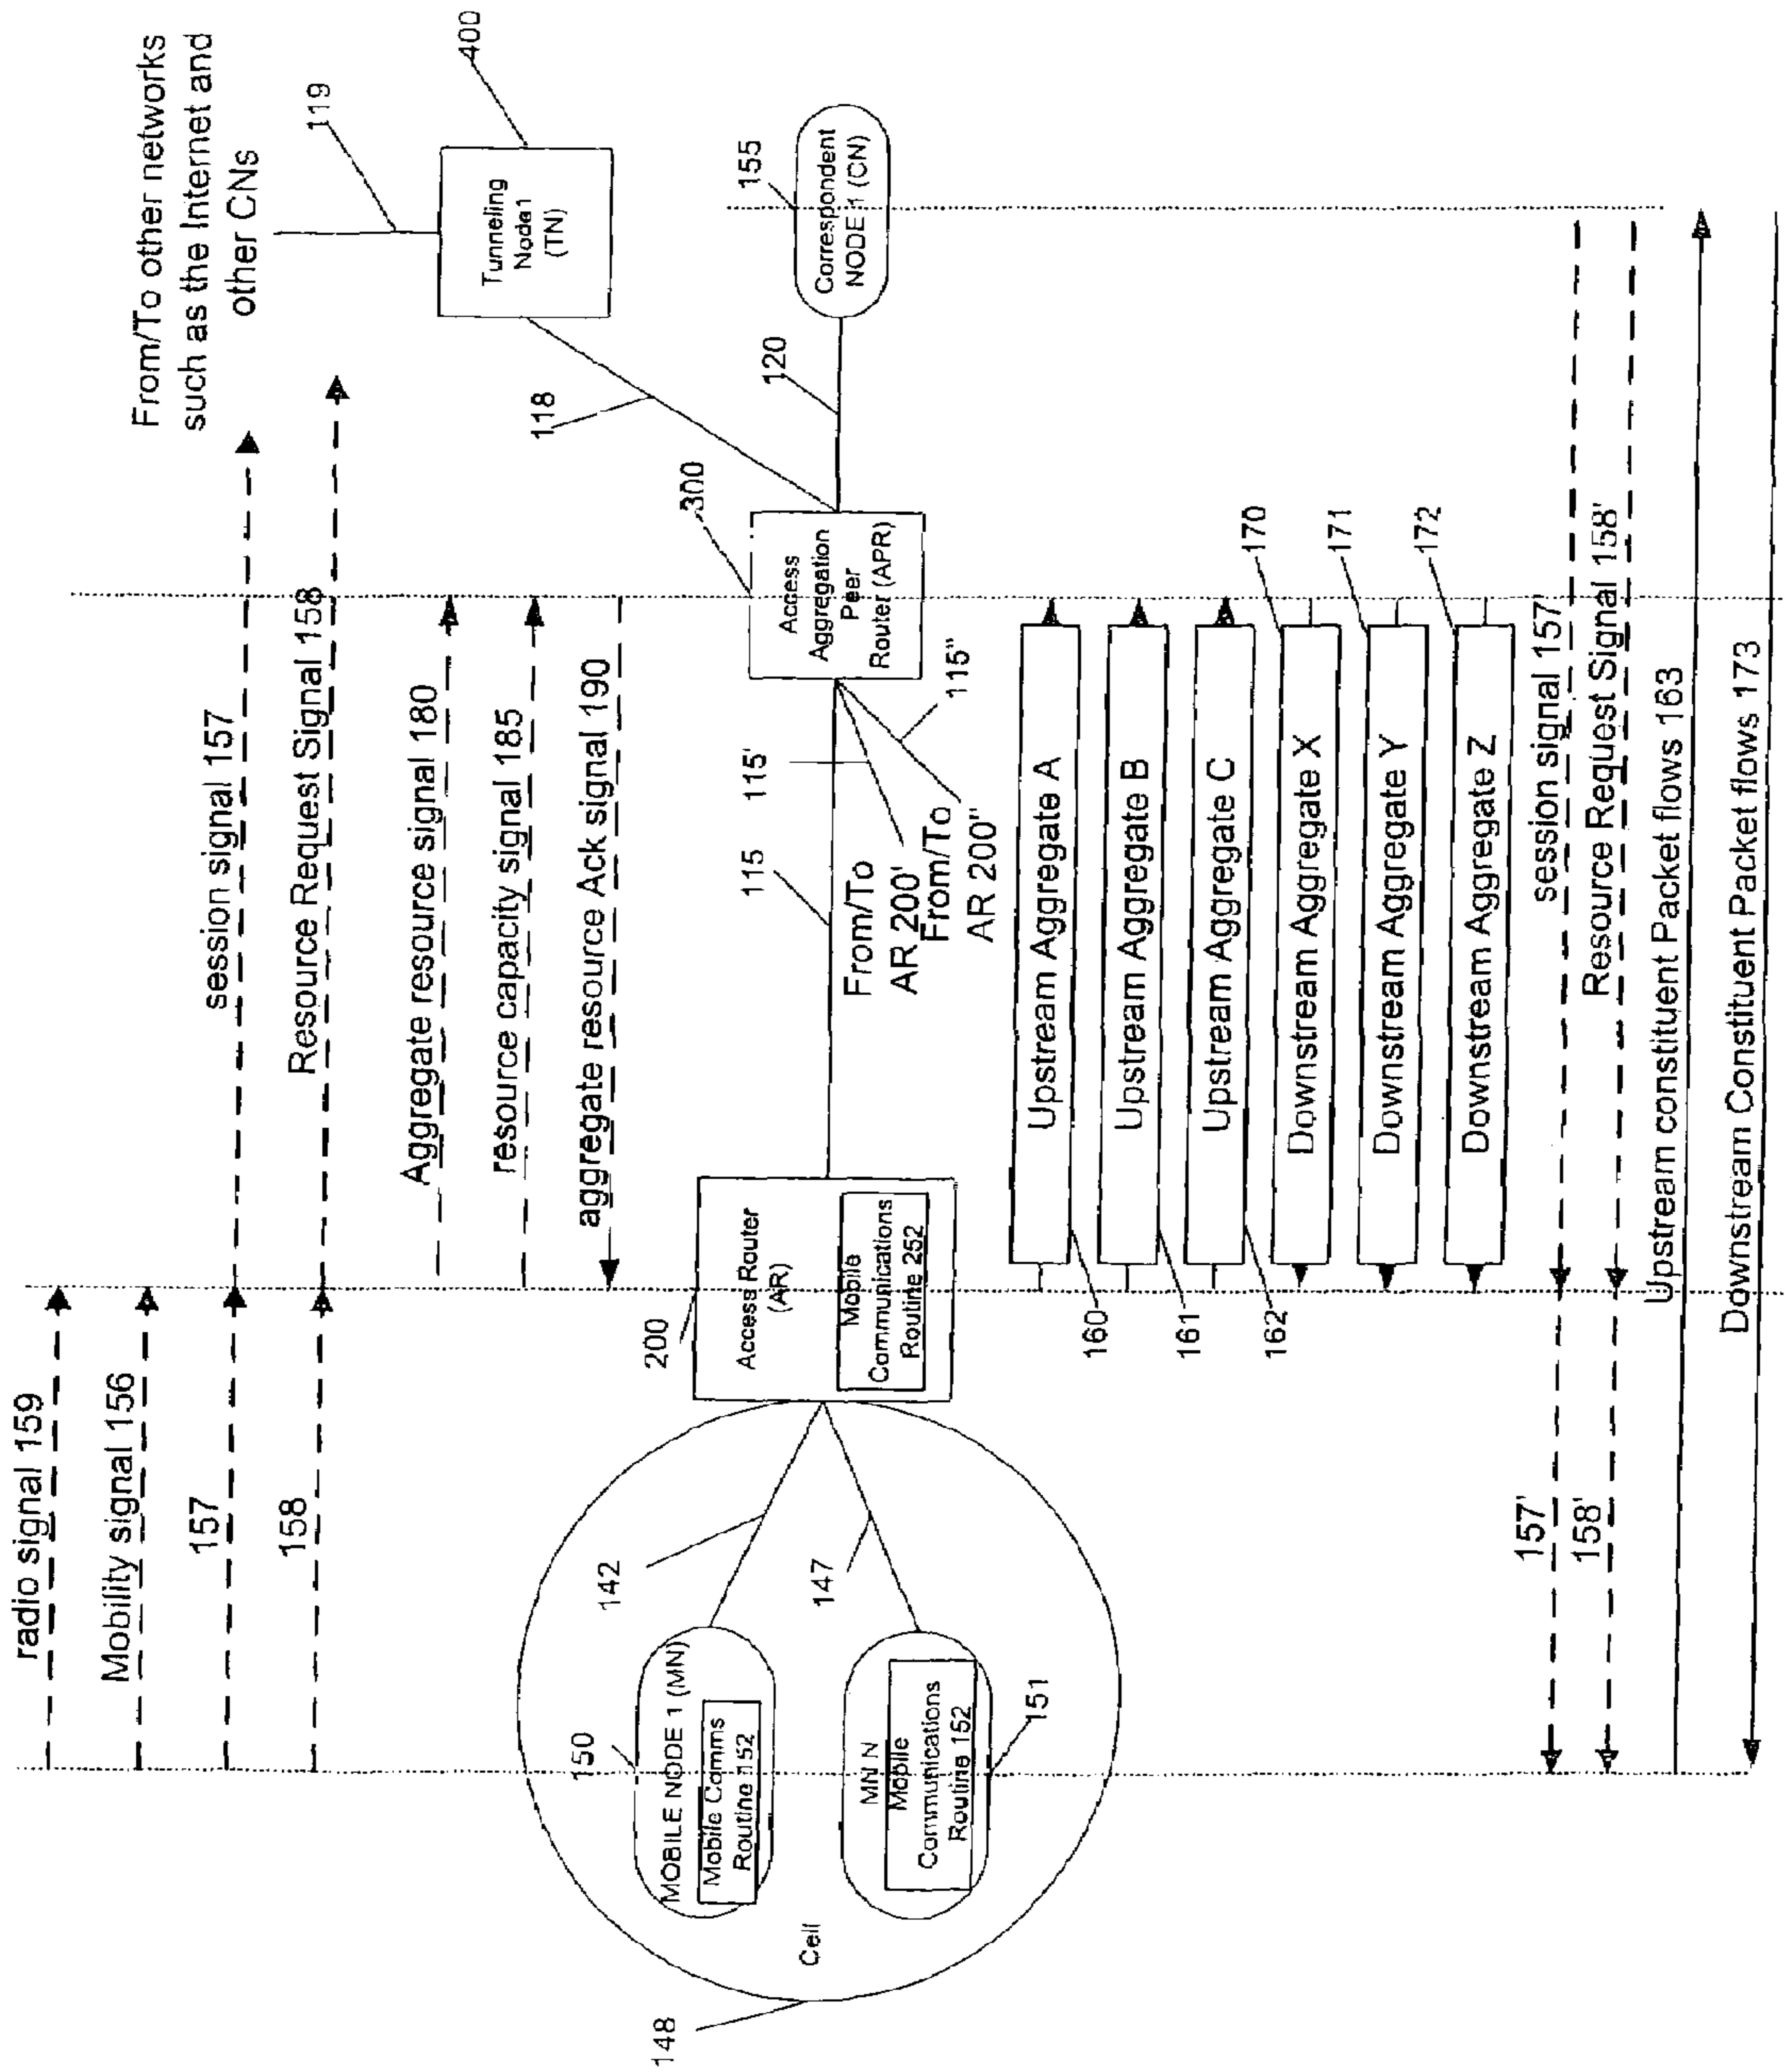 radio signal 159
Mobility signal 156
157
158
session signal 157
Resource Request Signal 158
Aggregate resource signal 180
resource capacity signal 185
aggregate resource Ack signal 190
From/To other networks
such as the Internet and
other CNs
119
Tunneling
Node1
(TN)
400
118
148
Cell
150
MOBILE NODE 1 (MN)
Mobile Comms
Routine 152
MN N
Mobile
Communications
Routine 152
151
142
147
200
Access Router
(AR)
Mobile
Communications
Routine 252
115
115'
115"
From/To
AR 200'
From/To
AR 200"
300
Access
Aggregation
Peer
Router (APR)
120
155
Correspondent
NODE 1 (CN)
Upstream Aggregate A
160
Upstream Aggregate B
161
Upstream Aggregate C
162
Downstream Aggregate X
170
Downstream Aggregate Y
171
Downstream Aggregate Z
172
157'
session signal 157'
158'
Resource Request Signal 158'
Upstream constituent Packet flows 163
Downstream Constituent Packet flows 173